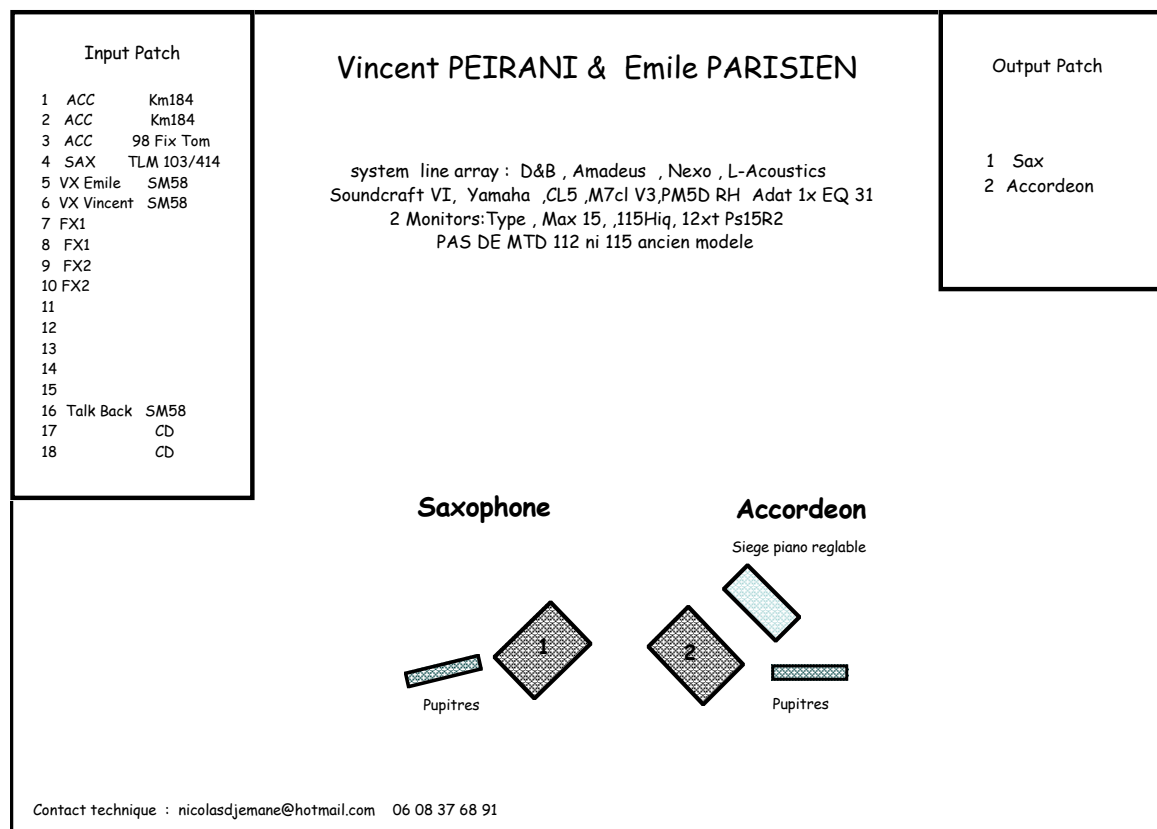 Input Patch
1 ACC Km184
2 ACC Km184
3 ACC 98 Fix Tom
4 SAX TLM 103/414
5 VX Emile SM58
6 VX Vincent SM58
7 FX1
8 FX1
9 FX2
10 FX2
11
12
13
14
15
16 Talk Back SM58
17 CD
18 CD
Vincent PEIRANI & Emile PARISIEN
system line array : D&B , Amadeus , Nexo , L-Acoustics
Soundcraft VI, Yamaha ,CL5 ,M7cl V3,PM5D RH Adat 1x EQ 31
2 Monitors:Type , Max 15, ,115Hiq, 12xt Ps15R2
PAS DE MTD 112 ni 115 ancien modele
Output Patch
1 Sax
2 Accordeon
Saxophone
Accordeon
Siege piano reglable
1
2
Pupitres
Pupitres
Contact technique : nicolasdjemane@hotmail.com 06 08 37 68 91